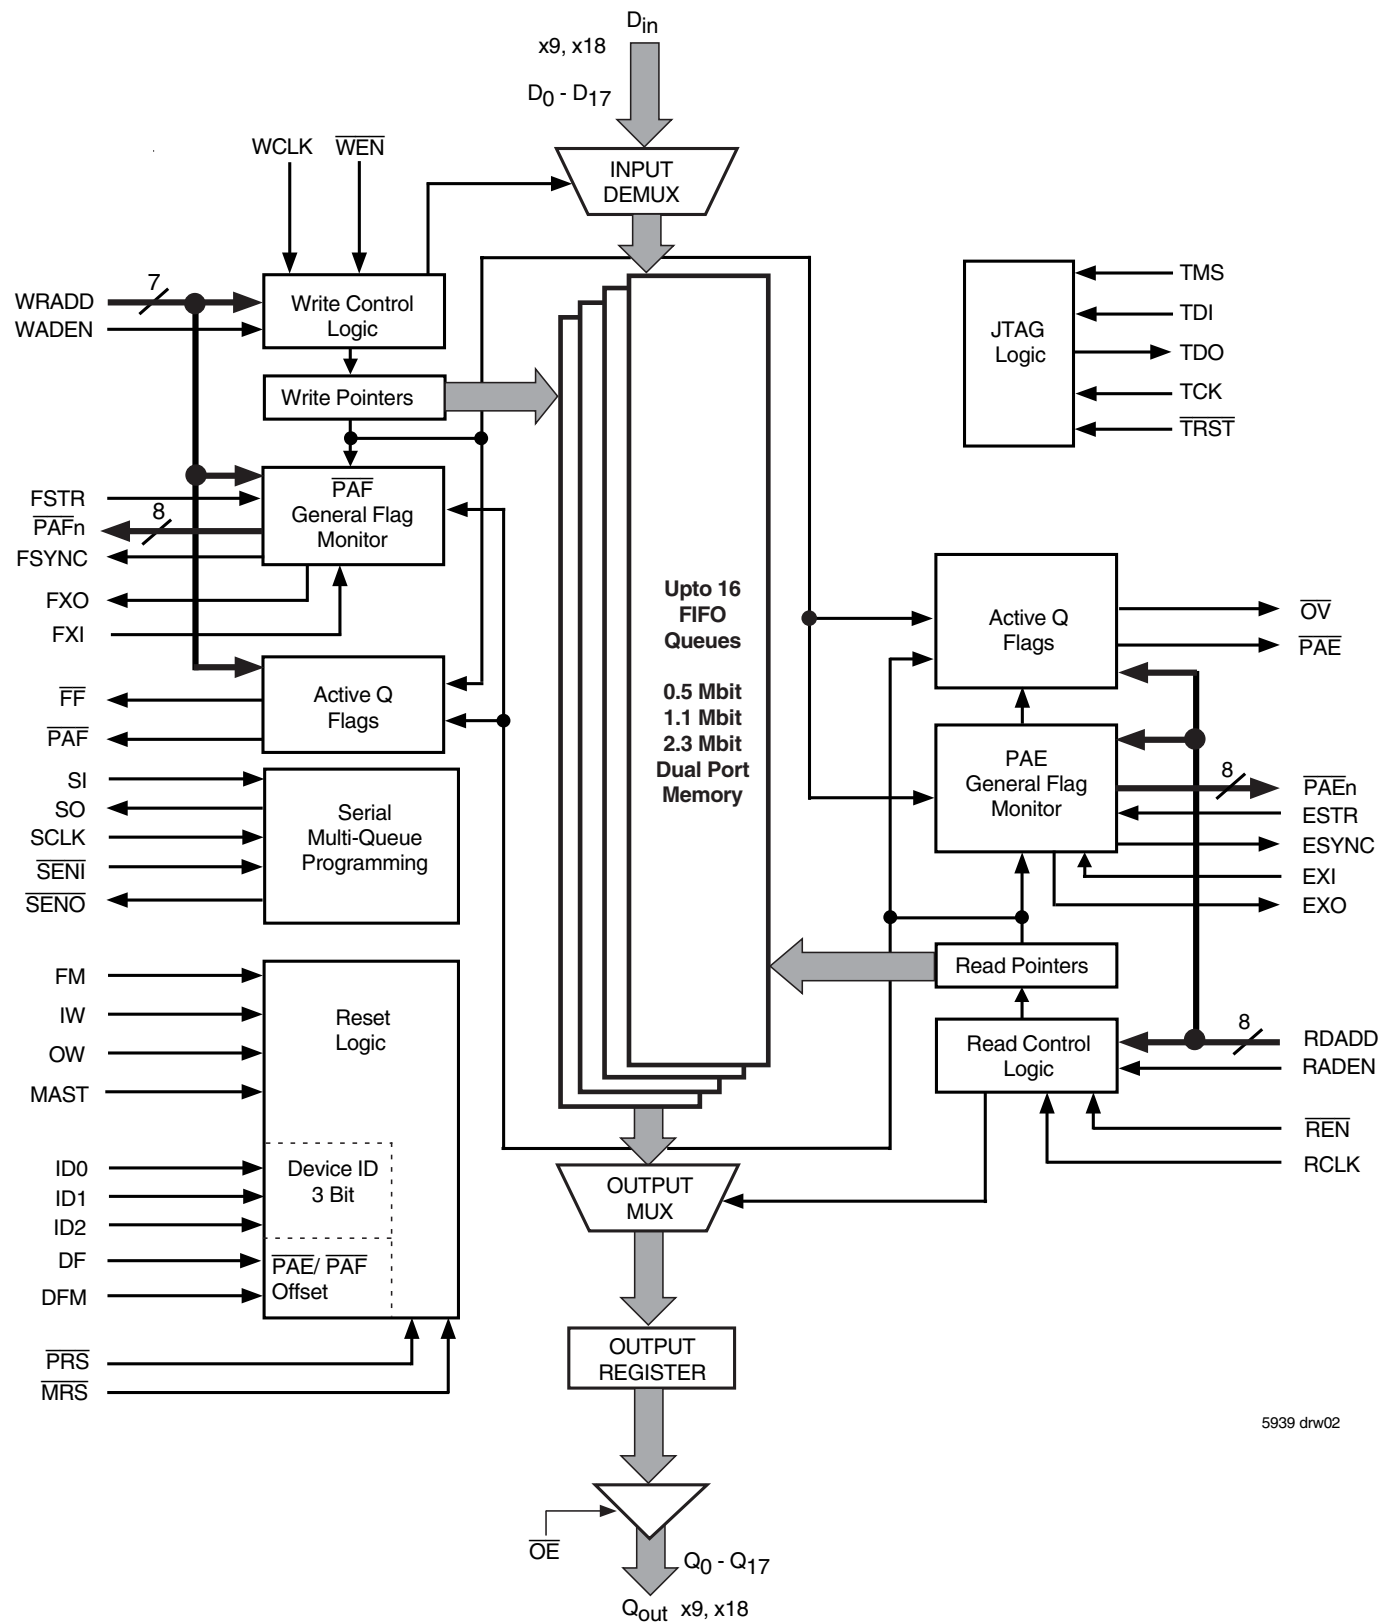 Din
x9, x18
D0 - D17
WCLK
WEN
INPUT
DEMUX
7
WRADD
WADEN
Write Control
Logic
Write Pointers
JTAG
Logic
TMS
TDI
TDO
TCK
TRST
FSTR
PAFn
8
FSYNC
FXO
FXI
PAF
General Flag
Monitor
FF
PAF
Active Q
Flags
SI
SO
SCLK
SENI
SENO
Serial
Multi-Queue
Programming
Upto 16
FIFO
Queues
0.5 Mbit
1.1 Mbit
2.3 Mbit
Dual Port
Memory
Active Q
Flags
OV
PAE
PAE
General Flag
Monitor
8
PAEn
ESTR
ESYNC
EXI
EXO
Read Pointers
Read Control
Logic
8
RDADD
RADEN
REN
RCLK
FM
IW
OW
MAST
Reset
Logic
ID0
ID1
ID2
Device ID
3 Bit
DF
DFM
PAE/ PAF
Offset
PRS
MRS
OUTPUT
MUX
OUTPUT
REGISTER
5939 drw02
OE
Q0 - Q17
Qout x9, x18